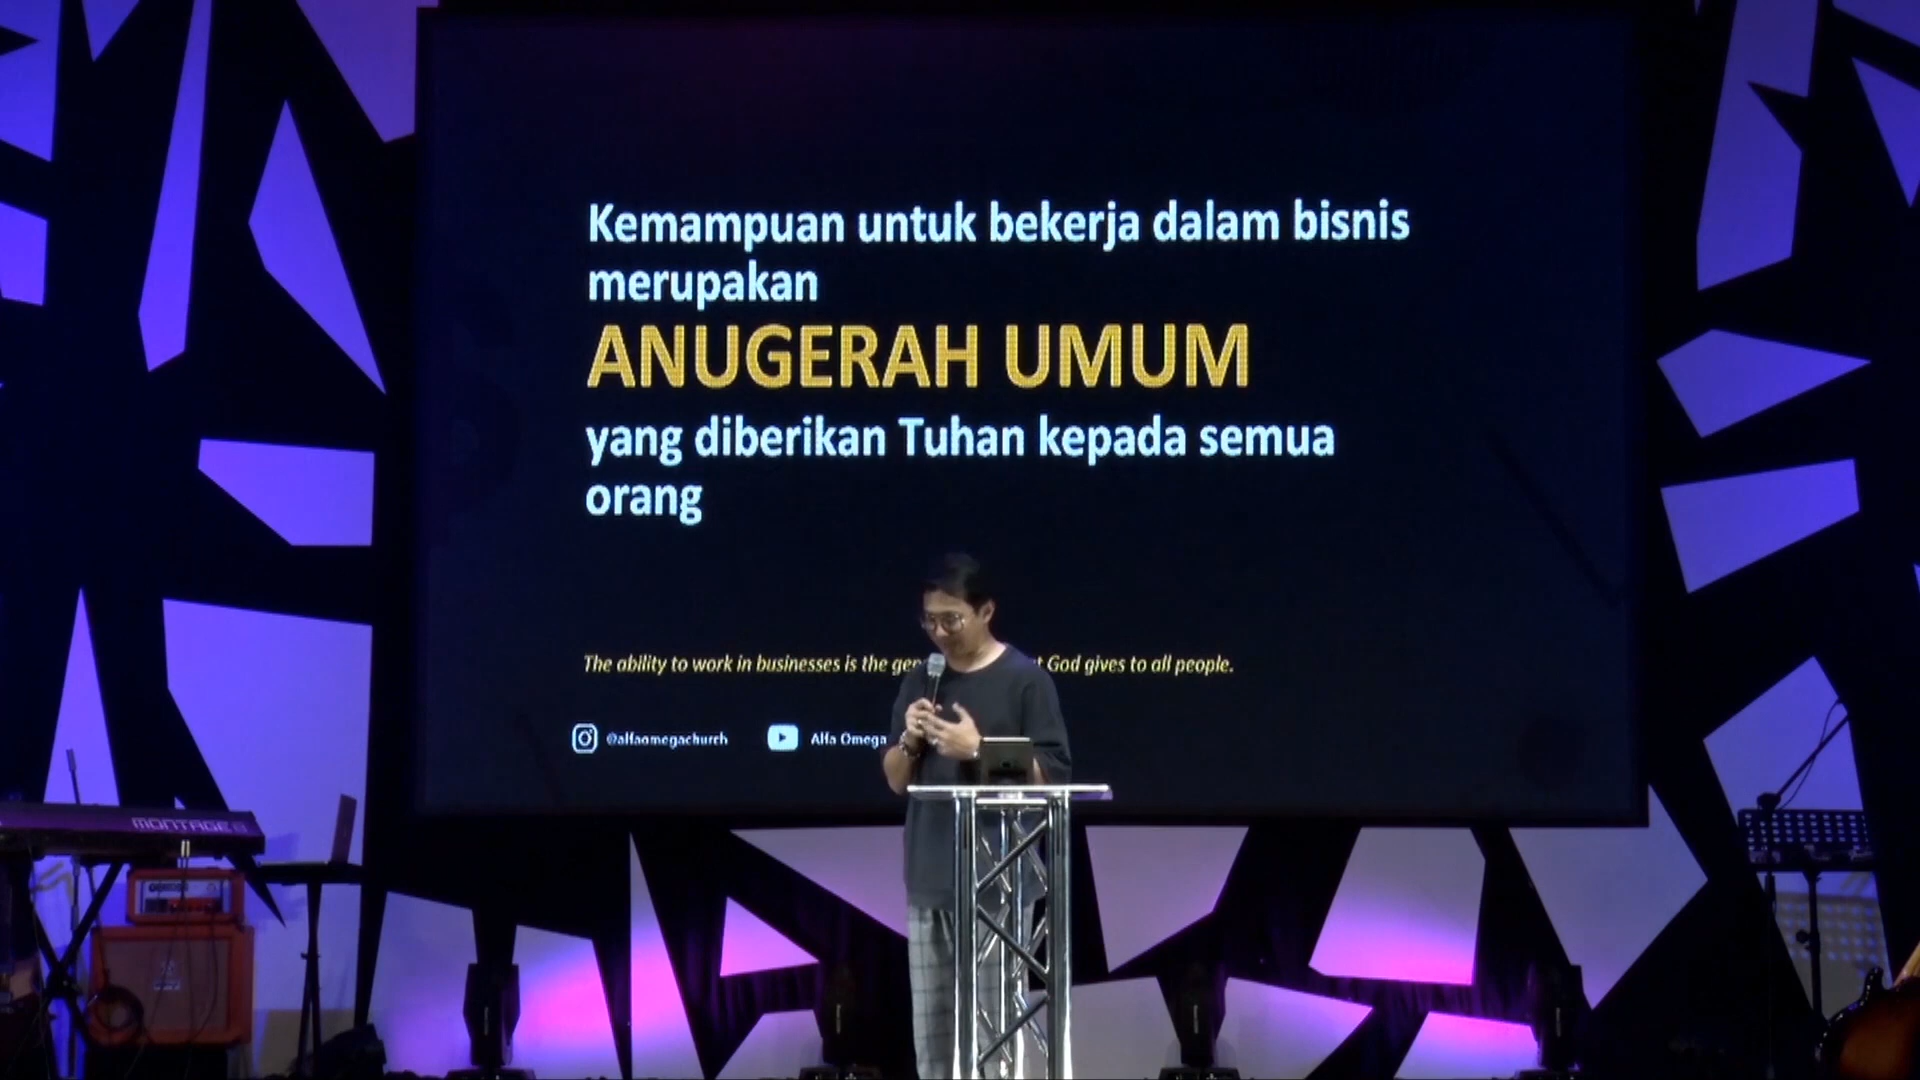 Kemampuan untuk bekerja dalam bisnis
merupakan
ANUGERAH UMUM
yang diberikan Tuhan kepada semua
orang
The ability to work in businesses is the God gives to all people.
@alfaomegachurch Alfa Omega
MONTAGE8